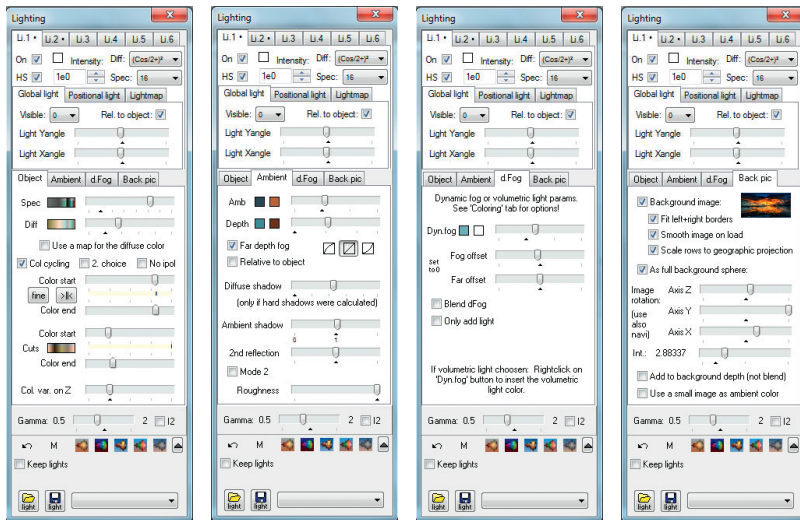 Lighting
Li.1 • Li.2 • Li.3 Li.4 Li.5 Li.6
On Intensity: Diff: (Cos/2+)²
HS 1e0 Spec: 16
Global light Positional light Lightmap
Visible: 0 Rel. to object:
Light Yangle
Light Xangle
Object Ambient d.Fog Back pic
Spec
Diff
Use a map for the diffuse color
Col cycling 2. choice No ipol
Color start
fine >|<
Color end
Color start
Cuts
Color end
Col. var. on Z
Gamma: 0.5 2 I2
M
Keep lights
light light
Lighting
Li.1 • Li.2 • Li.3 Li.4 Li.5 Li.6
On Intensity: Diff: (Cos/2+)²
HS 1e0 Spec: 16
Global light Positional light Lightmap
Visible: 0 Rel. to object:
Light Yangle
Light Xangle
Object Ambient d.Fog Back pic
Amb
Depth
Far depth fog
Relative to object
Diffuse shadow
(only if hard shadows were calculated)
Ambient shadow
0 1
2nd reflection
Mode 2
Roughness
Gamma: 0.5 2 I2
M
Keep lights
light light
Lighting
Li.1 • Li.2 • Li.3 Li.4 Li.5 Li.6
On Intensity: Diff: (Cos/2+)²
HS 1e0 Spec: 16
Global light Positional light Lightmap
Visible: 0 Rel. to object:
Light Yangle
Light Xangle
Object Ambient d.Fog Back pic
Dynamic fog or volumetric light params.
See 'Coloring' tab for options!
Dyn.fog
Fog offset
set
to0
Far offset
Blend dFog
Only add light
If volumetric light choosen: Rightclick on
'Dyn.fog' button to insert the volumetric
light color.
Gamma: 0.5 2 I2
M
Keep lights
light light
Lighting
Li.1 • Li.2 • Li.3 Li.4 Li.5 Li.6
On Intensity: Diff: (Cos/2+)²
HS 1e0 Spec: 16
Global light Positional light Lightmap
Visible: 0 Rel. to object:
Light Yangle
Light Xangle
Object Ambient d.Fog Back pic
Background image:
Fit left+right borders
Smooth image on load
Scale rows to geographic projection
As full background sphere:
Image Axis Z
rotation:
(use Axis Y
also
navi) Axis X
Int.: 2.88337
Add to background depth (not blend)
Use a small image as ambient color
Gamma: 0.5 2 I2
M
Keep lights
light light